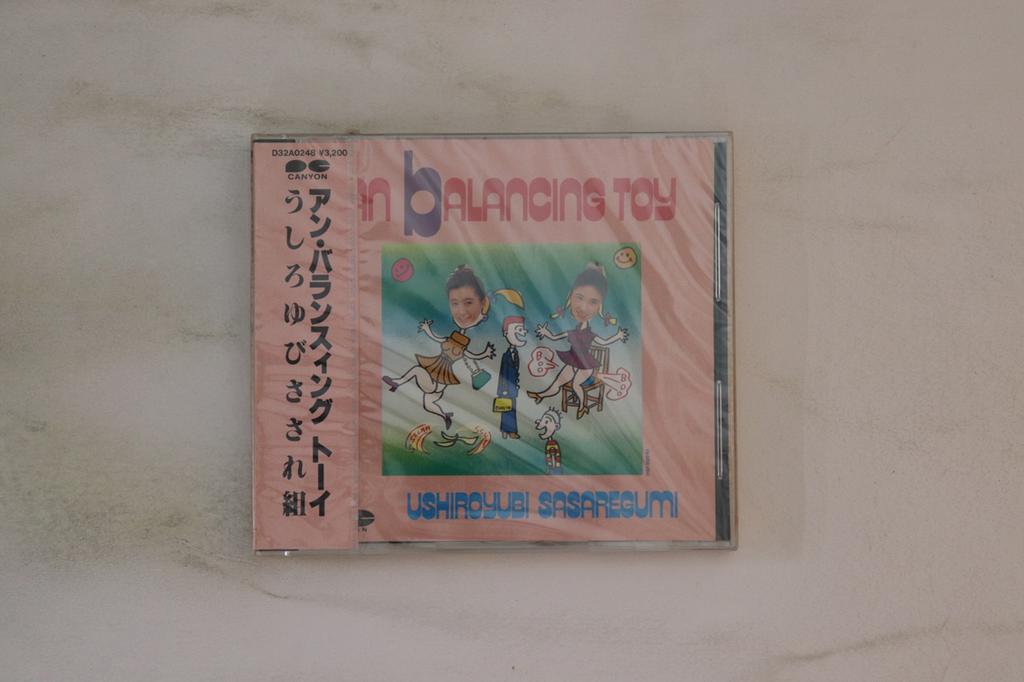 D32A0248 ¥3,200
CANYON
アン・バランスィング トーイ
うしろゆびさされ組
AN bALANCING TOY
USHIROYUBI SASAREGUMI